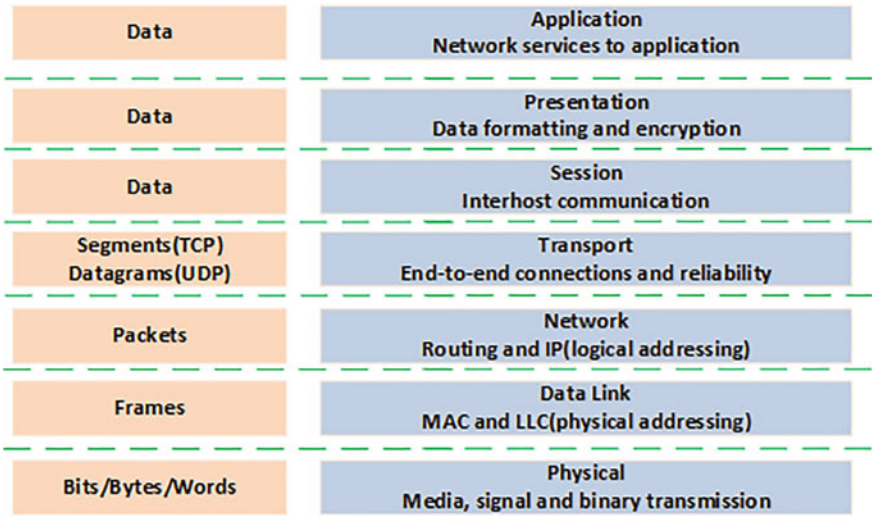 Data
Application
Network services to application
Data
Presentation
Data formatting and encryption
Data
Session
Interhost communication
Segments(TCP)
Datagrams(UDP)
Transport
End-to-end connections and reliability
Packets
Network
Routing and IP(logical addressing)
Frames
Data Link
MAC and LLC(physical addressing)
Bits/Bytes/Words
Physical
Media, signal and binary transmission